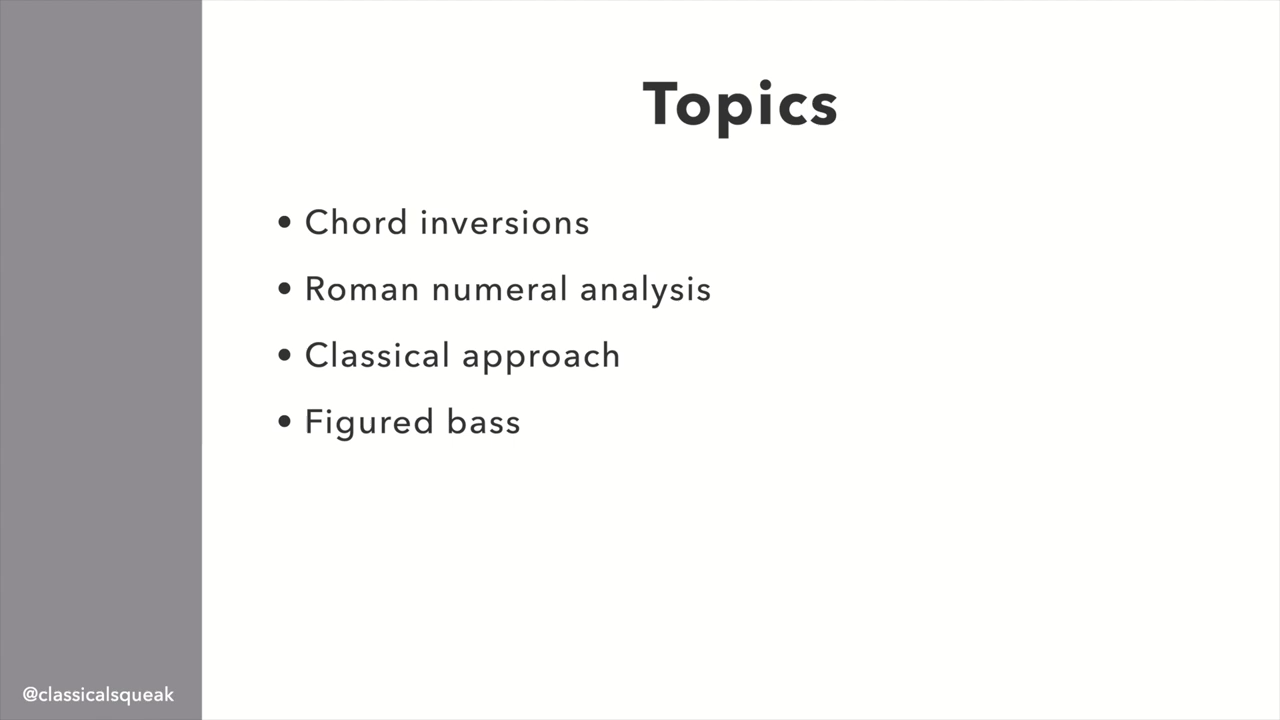 Topics
• Chord inversions
• Roman numeral analysis
• Classical approach
• Figured bass
@classicalsqueak